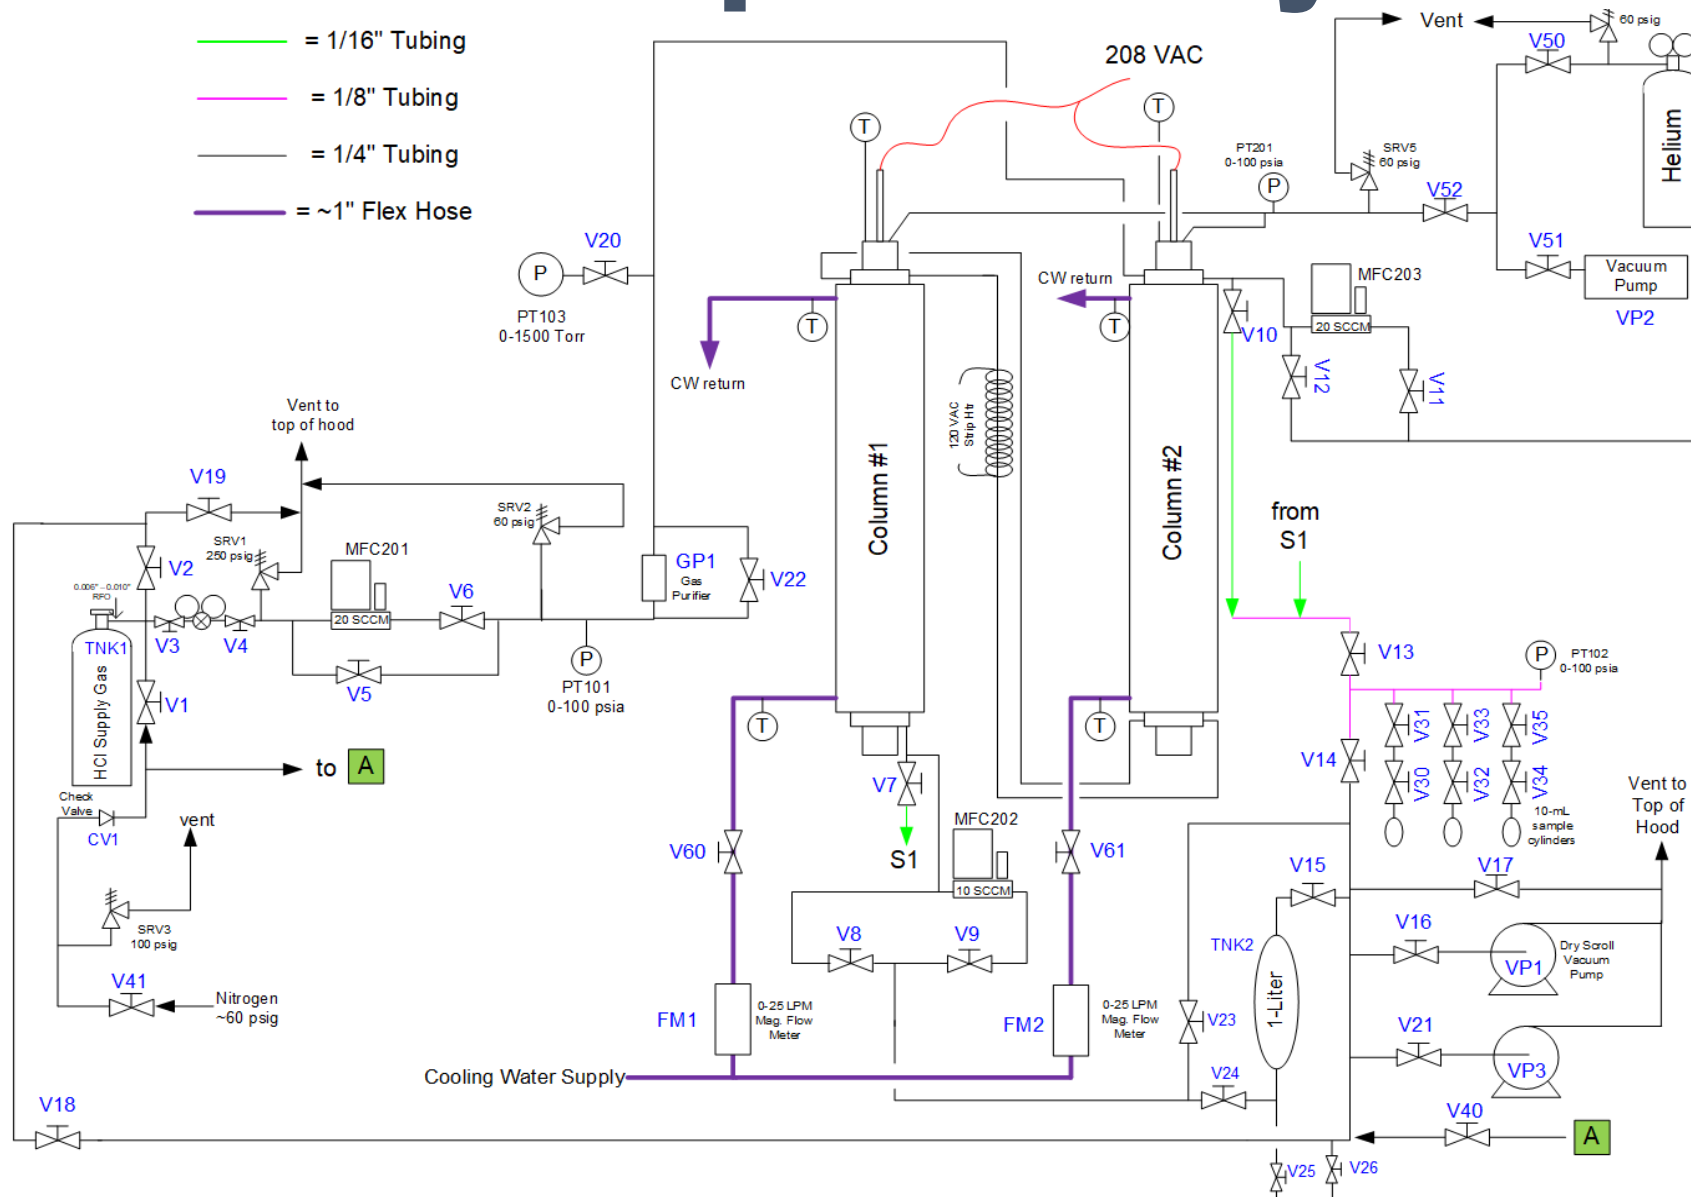 = 1/16" Tubing
= 1/8" Tubing
= 1/4" Tubing
= ~1" Flex Hose
208 VAC
Vent
60 psig
V50
Helium
T
T
PT201
0-100 psia
P
SRV5
60 psig
V52
V51
Vacuum
Pump
VP2
V20
P
PT103
0-1500 Torr
CW return
T
CW return
T
V10
MFC203
20 SCCM
V12
V11
120 VAC
Strip Htr
Column #1
Column #2
Vent to
top of hood
V19
V2
SRV1
250 psig
MFC201
20 SCCM
V6
SRV2
60 psig
GP1
Gas
Purifier
V22
0.006" – 0.010"
RFO
TNK1
HCl Supply Gas
V3
V4
V5
P
PT101
0-100 psia
V1
to A
Check
Valve
CV1
vent
SRV3
100 psig
V41
Nitrogen
~60 psig
V18
from
S1
V13
P
PT102
0-100 psia
V31
V33
V35
V14
V30
V32
V34
10-mL
sample
cylinders
Vent to
Top of
Hood
T
T
V7
S1
MFC202
10 SCCM
V60
V61
V8
V9
FM1
0-25 LPM
Mag. Flow
Meter
FM2
0-25 LPM
Mag. Flow
Meter
Cooling Water Supply
V15
V17
V16
TNK2
1-Liter
VP1
Dry Scroll
Vacuum
Pump
V23
V21
VP3
V24
V40
A
V25
V26